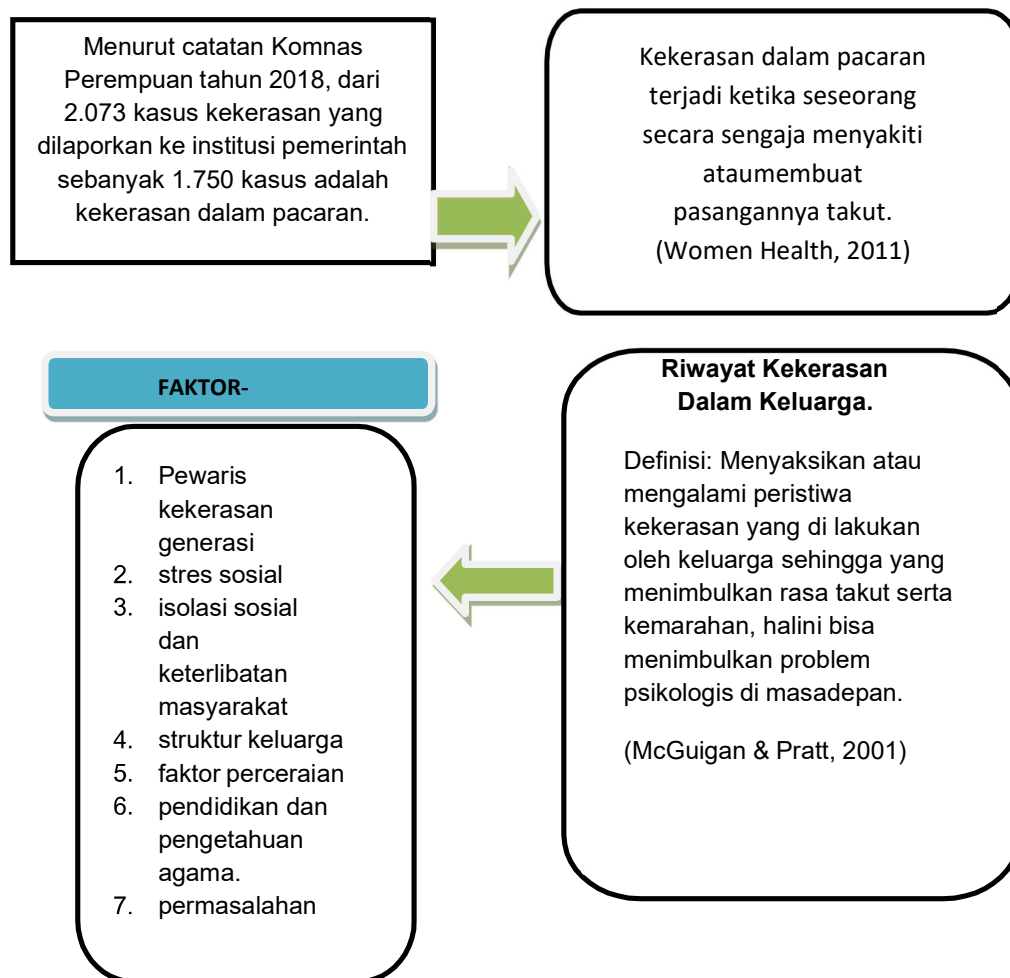 Menurut catatan Komnas
Perempuan tahun 2018, dari
2.073 kasus kekerasan yang
dilaporkan ke institusi pemerintah
sebanyak 1.750 kasus adalah
kekerasan dalam pacaran.
Kekerasan dalam pacaran
terjadi ketika seseorang
secara sengaja menyakiti
ataumembuat
pasangannya takut.
(Women Health, 2011)
FAKTOR-
1. Pewaris
kekerasan
generasi
2. stres sosial
3. isolasi sosial
dan
keterlibatan
masyarakat
4. struktur keluarga
5. faktor perceraian
6. pendidikan dan
pengetahuan
agama.
7. permasalahan
Riwayat Kekerasan
Dalam Keluarga.
Definisi: Menyaksikan atau
mengalami peristiwa
kekerasan yang di lakukan
oleh keluarga sehingga yang
menimbulkan rasa takut serta
kemarahan, halini bisa
menimbulkan problem
psikologis di masadepan.
(McGuigan & Pratt, 2001)